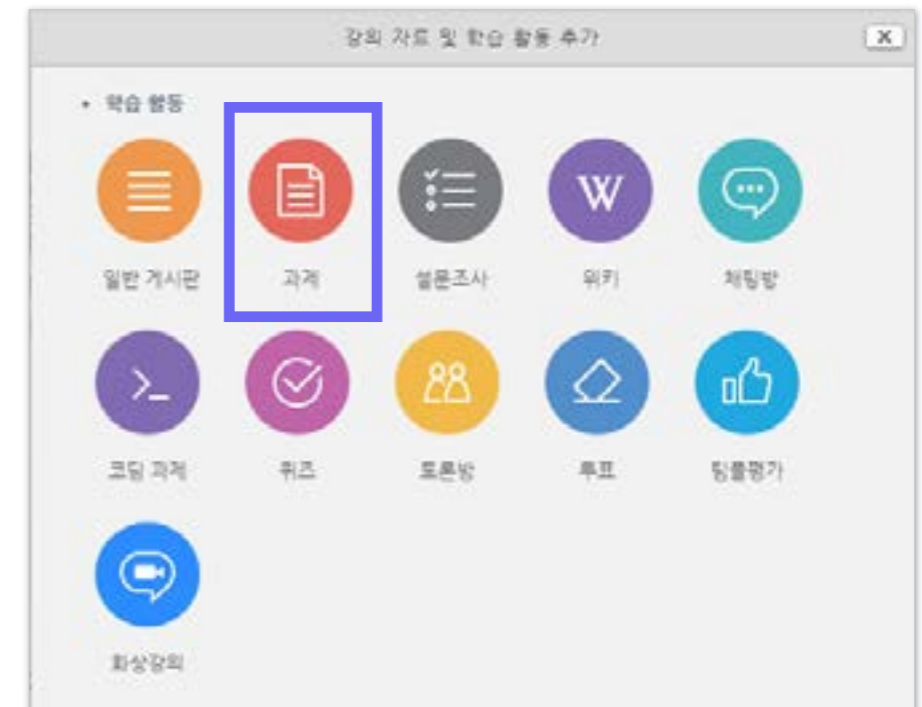 강의 자료 및 학습 활동 추가
X
• 학습 활동
일반 게시판 과제 설문조사 위키 채팅방
코딩 과제 퀴즈 토론방 투표 팀플평가
화상강의